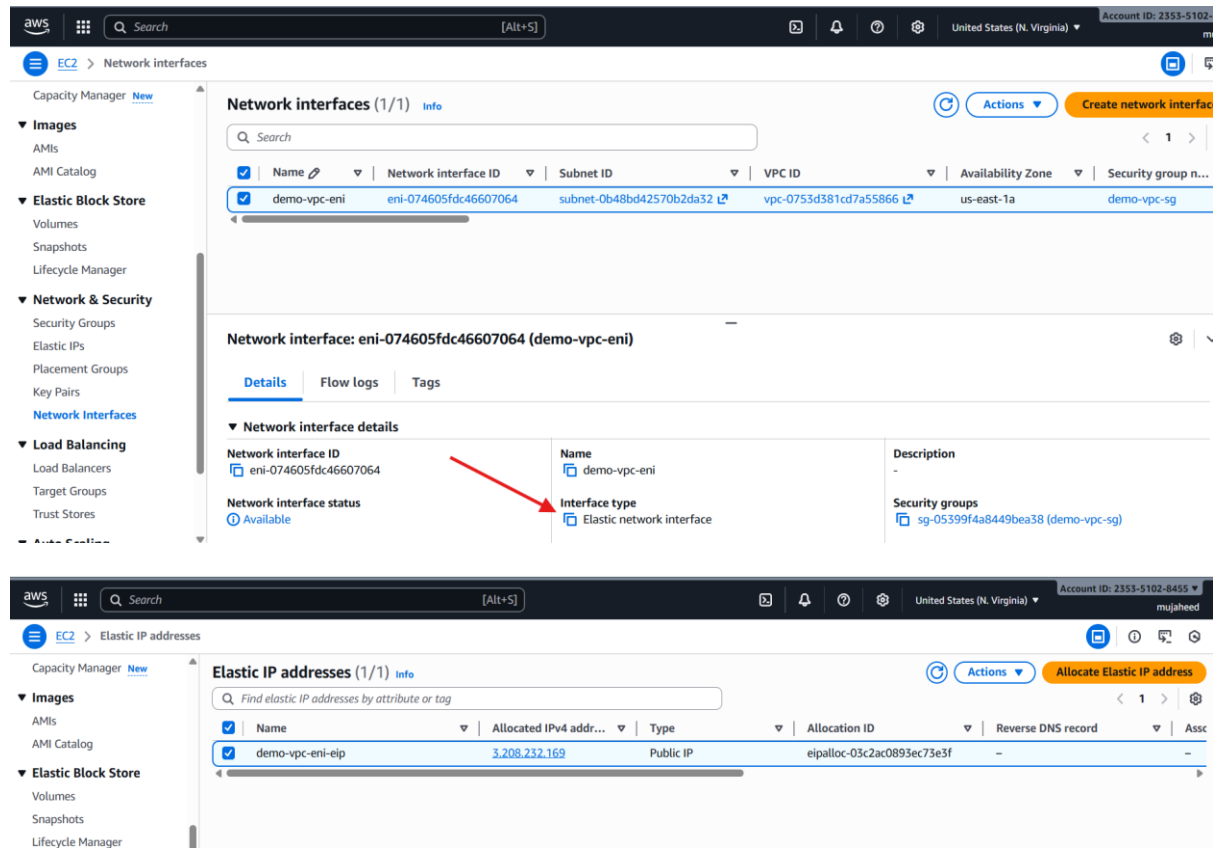 aws Search [Alt+S] United States (N. Virginia) Account ID: 2353-5102-
EC2 > Network interfaces
Capacity Manager New
Images
AMIs
AMI Catalog
Elastic Block Store
Volumes
Snapshots
Lifecycle Manager
Network & Security
Security Groups
Elastic IPs
Placement Groups
Key Pairs
Network Interfaces
Load Balancing
Load Balancers
Target Groups
Trust Stores
Auto Scaling
Network interfaces (1/1) Info Actions Create network interfac
Search 1
Name Network interface ID Subnet ID VPC ID Availability Zone Security group n...
demo-vpc-eni eni-074605fdc46607064 subnet-0b48bd42570b2da32 vpc-0753d381cd7a55866 us-east-1a demo-vpc-sg
Network interface: eni-074605fdc46607064 (demo-vpc-eni)
Details Flow logs Tags
Network interface details
Network interface ID Name Description
eni-074605fdc46607064 demo-vpc-eni -
Network interface status Interface type Security groups
Available Elastic network interface sg-05399f4a8449bea38 (demo-vpc-sg)
aws Search [Alt+S] United States (N. Virginia) Account ID: 2353-5102-8455
mujaheed
EC2 > Elastic IP addresses
Capacity Manager New
Images
AMIs
AMI Catalog
Elastic Block Store
Volumes
Snapshots
Lifecycle Manager
Elastic IP addresses (1/1) Info Actions Allocate Elastic IP address
Find elastic IP addresses by attribute or tag 1
Name Allocated IPv4 addr... Type Allocation ID Reverse DNS record Assc
demo-vpc-eni-eip 3.208.232.169 Public IP eipalloc-03c2ac0893ec73e3f – –